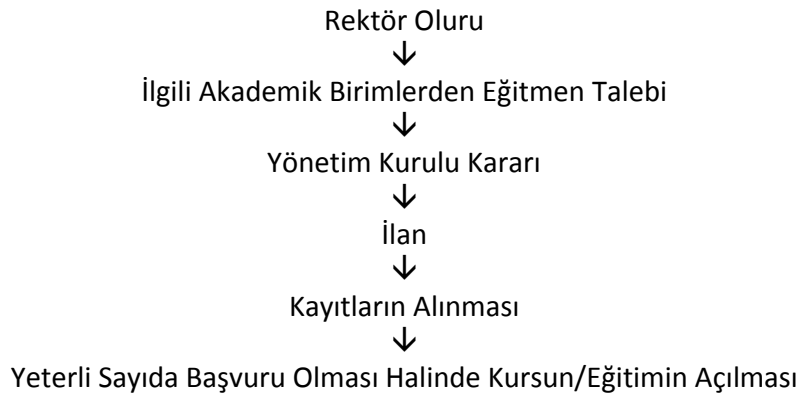 Rektör Oluru
↓
İlgili Akademik Birimlerden Eğitmen Talebi
↓
Yönetim Kurulu Kararı
↓
İlan
↓
Kayıtların Alınması
↓
Yeterli Sayıda Başvuru Olması Halinde Kursun/Eğitimin Açılması